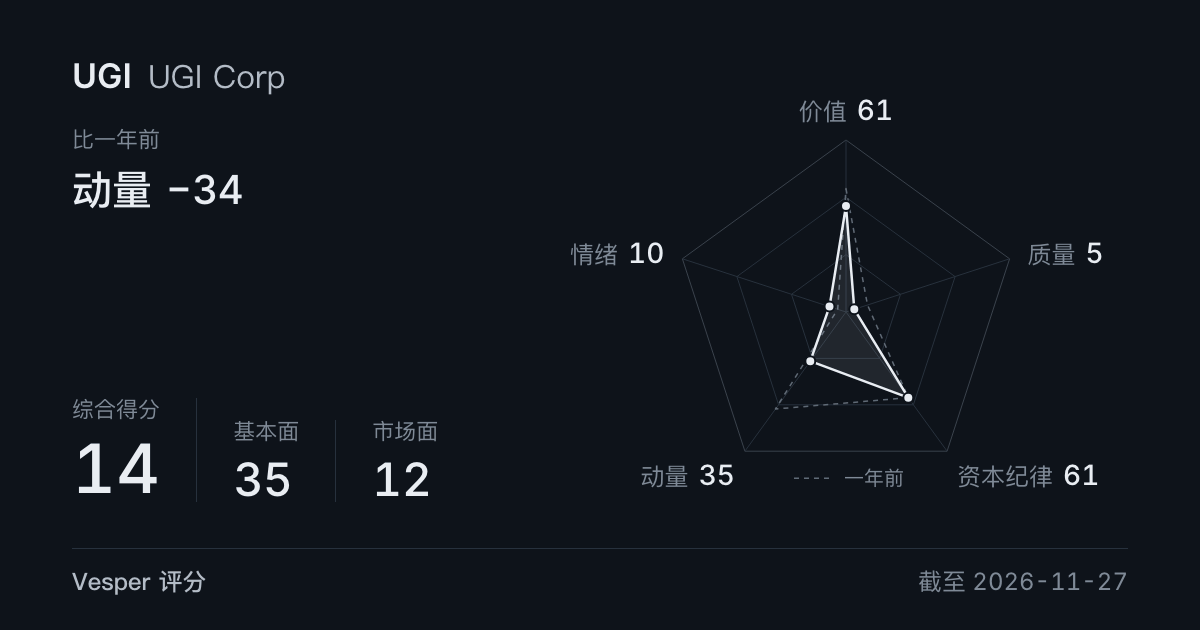 UGI UGI Corp
比一年前
动量 −34
综合得分
14
基本面
35
市场面
12
价值 61
情绪 10
质量 5
动量 35
一年前
资本纪律 61
Vesper 评分
截至 2026-11-27